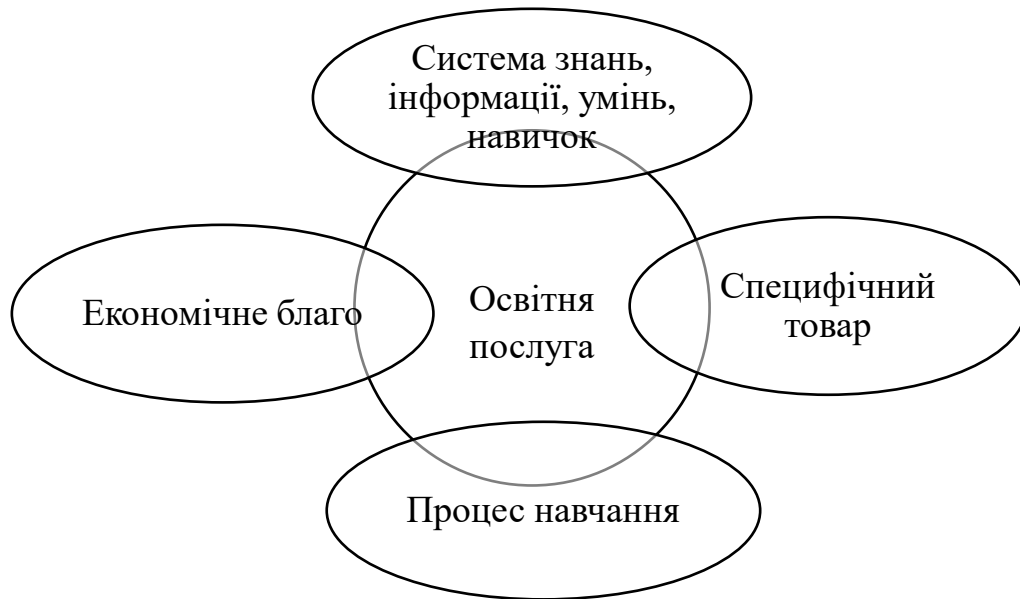 Система знань,
інформації, умінь,
навичок
Економічне благо
Освітня
послуга
Специфічний
товар
Процес навчання